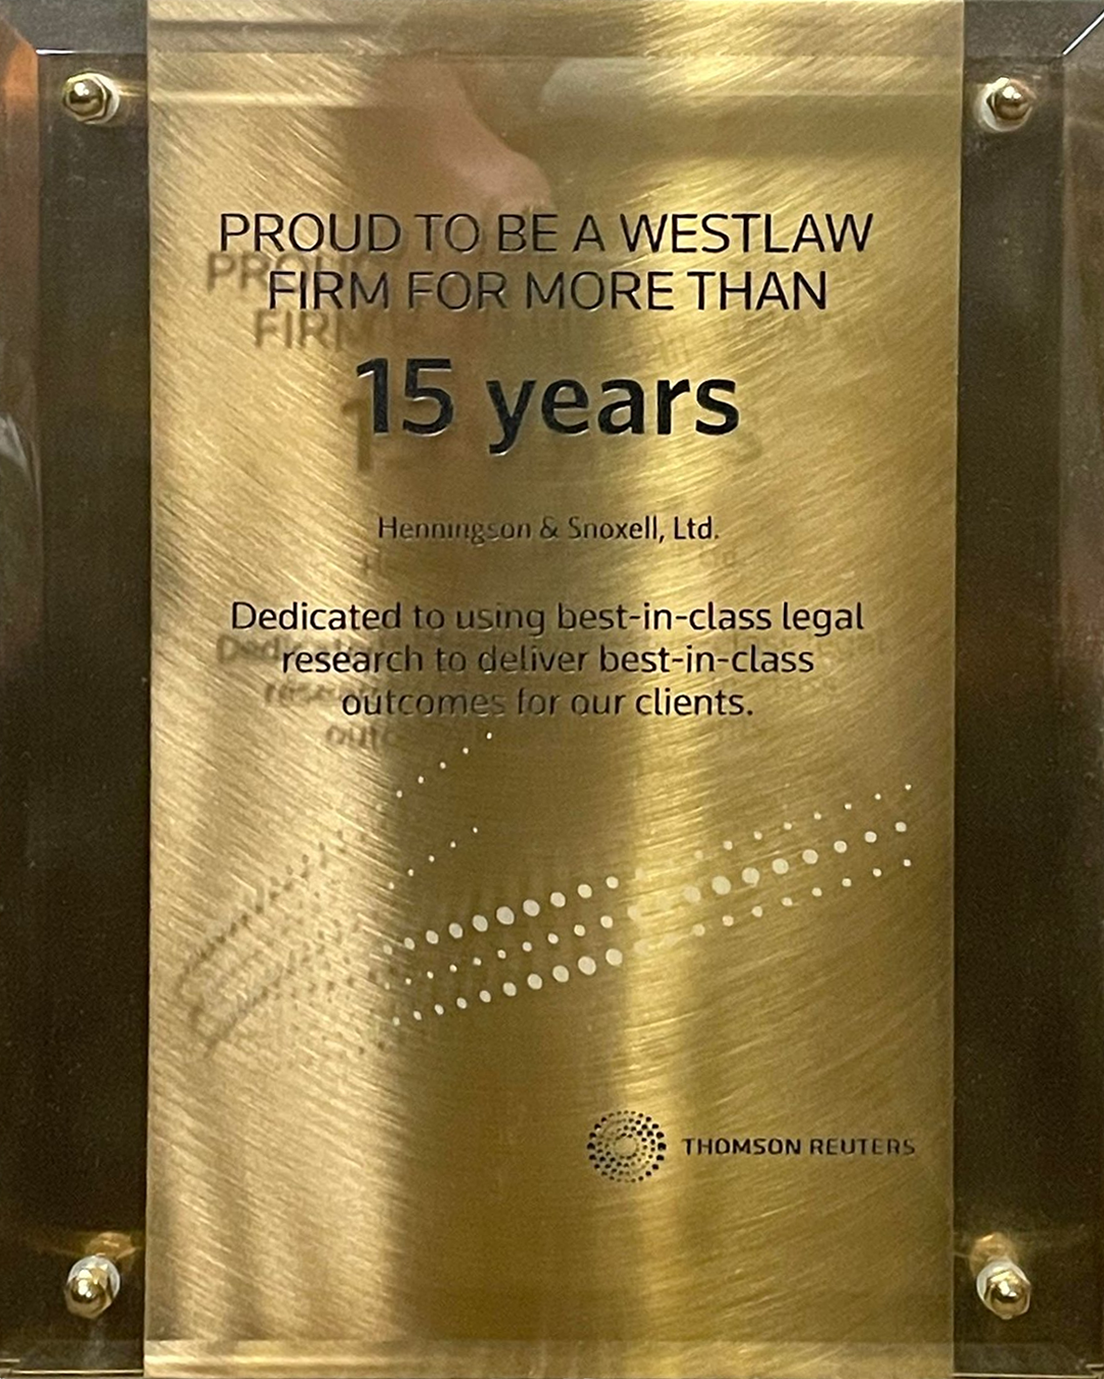 PROUD TO BE A WESTLAW
FIRM FOR MORE THAN
15 years
Henningson & Snoxell, Ltd.
Dedicated to using best-in-class legal
research to deliver best-in-class
outcomes for our clients.
THOMSON REUTERS